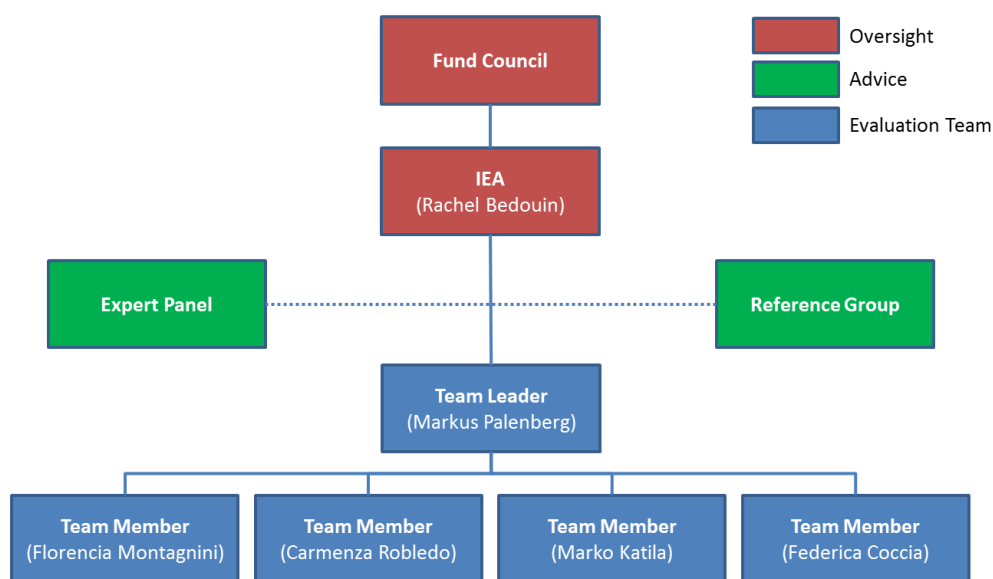 Fund Council
Oversight
Advice
Evaluation Team
IEA
(Rachel Bedouin)
Expert Panel
Reference Group
Team Leader
(Markus Palenberg)
Team Member
(Florencia Montagnini)
Team Member
(Carmenza Robledo)
Team Member
(Marko Katila)
Team Member
(Federica Coccia)